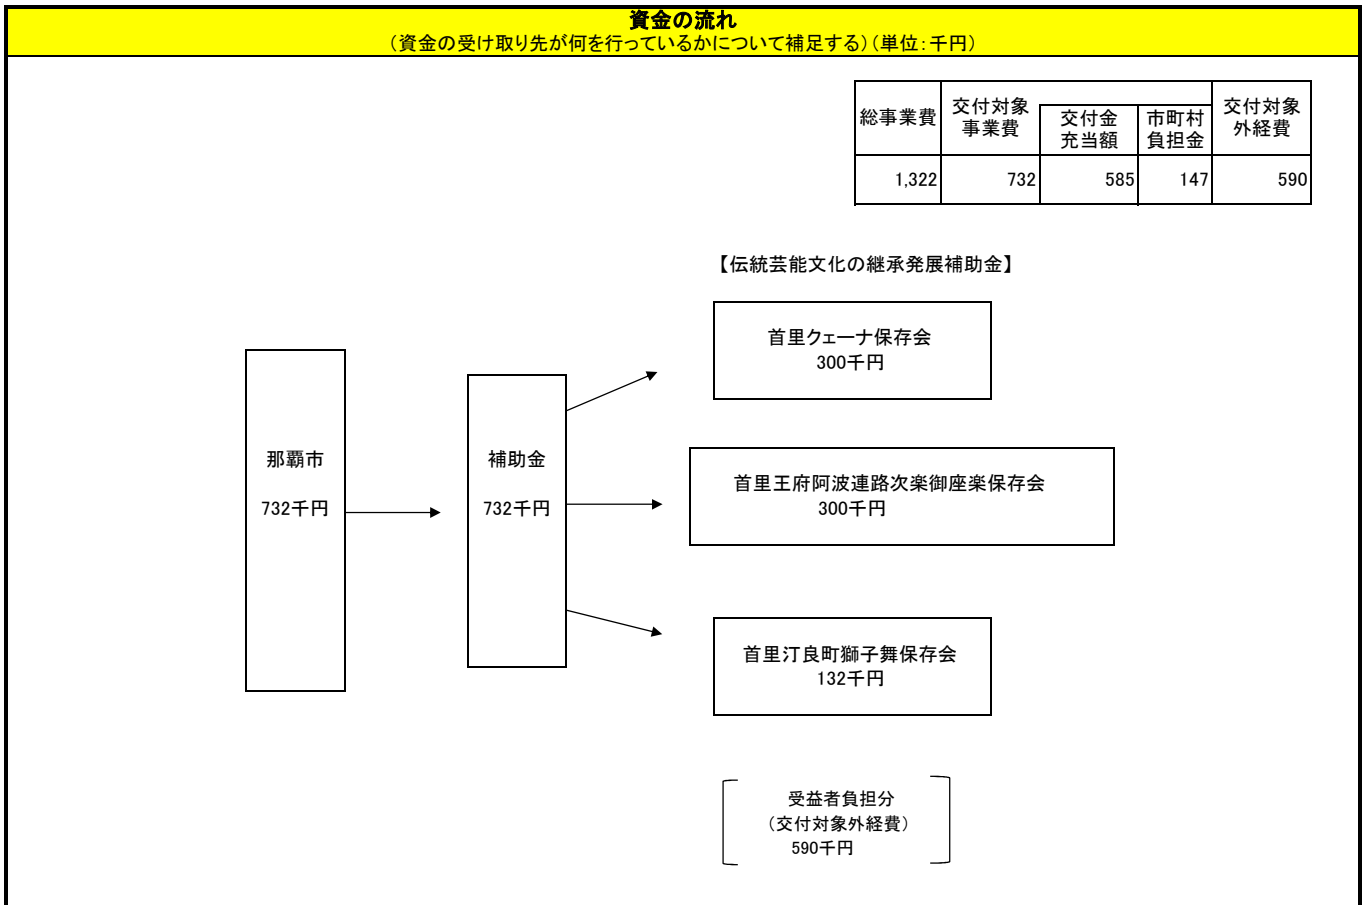 資金の流れ
（資金の受け取り先が何を行っているかについて補足する）（単位：千円）
総事業費
交付対象
事業費
交付金
充当額
市町村
負担金
交付対象
外経費
1,322
732
585
147
590
【伝統芸能文化の継承発展補助金】
首里クェーナ保存会
300千円
那覇市
732千円
補助金
732千円
首里王府阿波連路次楽御座楽保存会
300千円
首里汀良町獅子舞保存会
132千円
受益者負担分
（交付対象外経費）
590千円